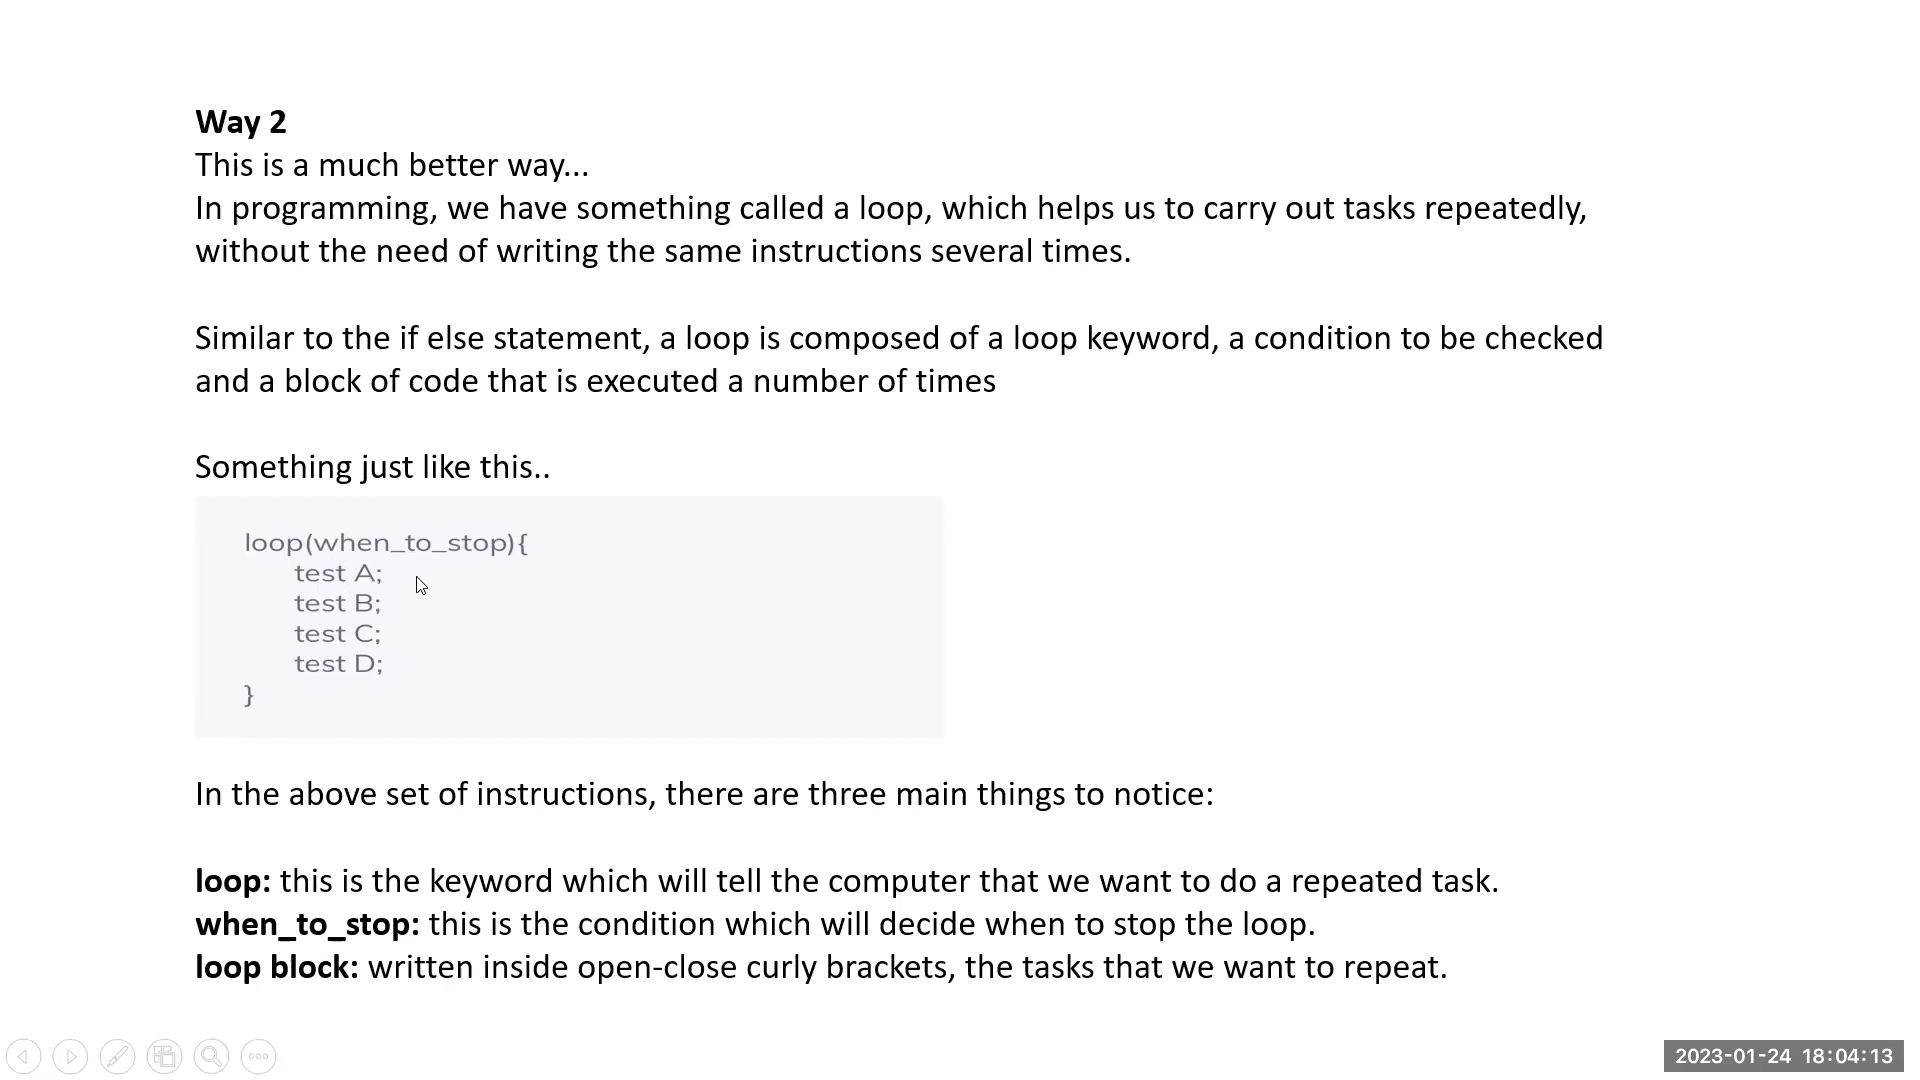 Way 2
This is a much better way...
In programming, we have something called a loop, which helps us to carry out tasks repeatedly,
without the need of writing the same instructions several times.
Similar to the if else statement, a loop is composed of a loop keyword, a condition to be checked
and a block of code that is executed a number of times
Something just like this..
loop(when_to_stop){
test A;
test B;
test C;
test D;
}
In the above set of instructions, there are three main things to notice:
loop: this is the keyword which will tell the computer that we want to do a repeated task.
when_to_stop: this is the condition which will decide when to stop the loop.
loop block: written inside open-close curly brackets, the tasks that we want to repeat.
2023-01-24 18:04:13